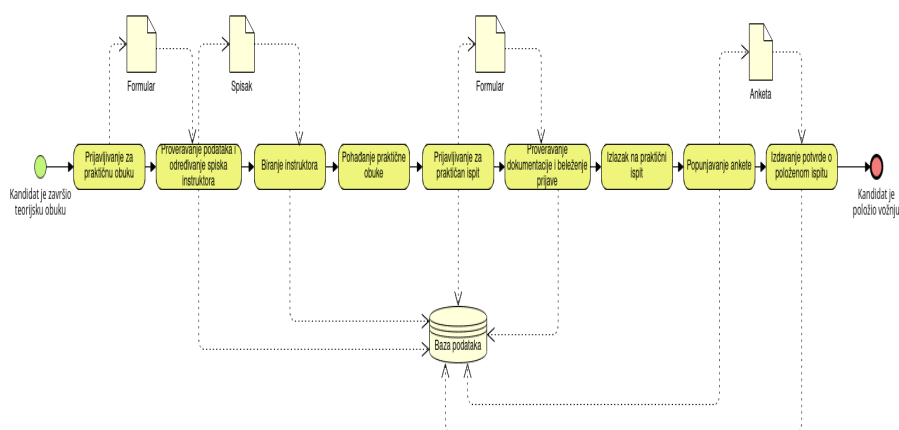 Formular
Spisak
Formular
Anketa
Prijavljivanje za
praktičnu obuku
Proveravanje podataka i
određivanje spiska
instruktora
Biranje instruktora
Pohađanje praktične
obuke
Prijavljivanje za
praktičan ispit
Proveravanje
dokumentacije i beleženje
prijave
Izlazak na praktični
ispit
Popunjavanje ankete
Izdavanje potvrde o
položenom ispitu
Kandidat je završio
teorijsku obuku
Kandidat je
položio vožnju
Baza podataka